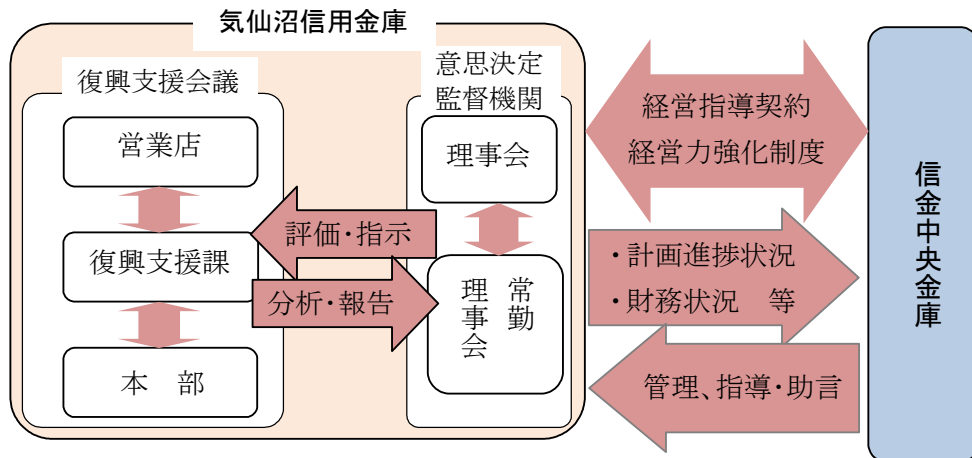 気仙沼信用金庫
復興支援会議
営業店
復興支援課
本　部
意思決定
監督機関
理事会
常勤
理事会
評価・指示
分析・報告
経営指導契約
経営力強化制度
・計画進捗状況
・財務状況　等
管理、指導・助言
信金中央金庫